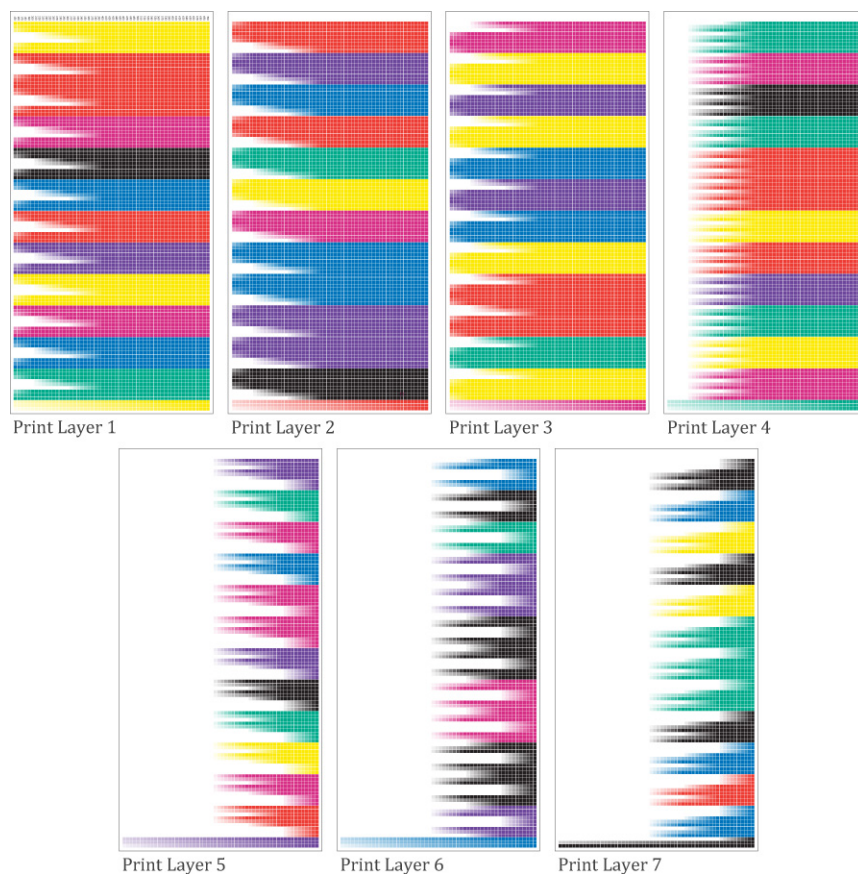 Print Layer 1
Print Layer 2
Print Layer 3
Print Layer 4
Print Layer 5
Print Layer 6
Print Layer 7